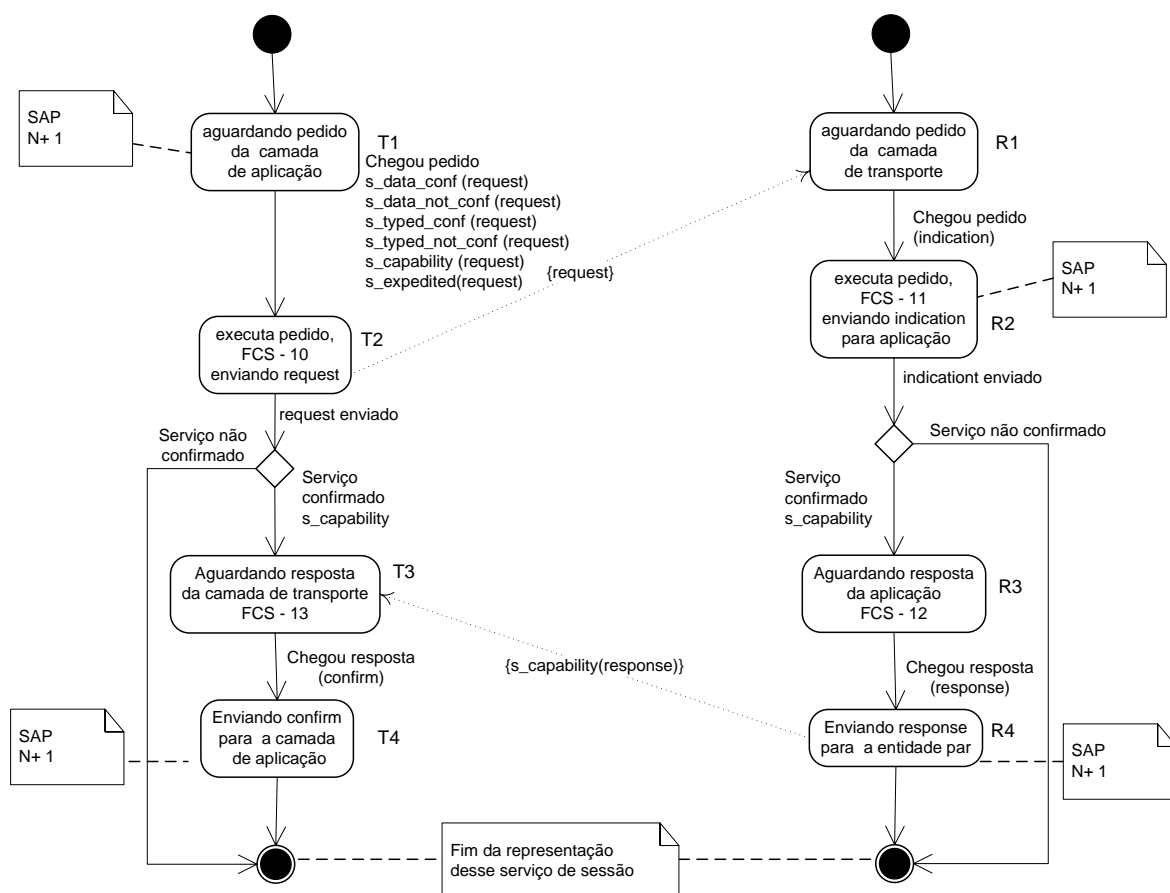 SAP
N+ 1
aguardando pedido
da camada
de aplicação
T1
Chegou pedido
s_data_conf (request)
s_data_not_conf (request)
s_typed_conf (request)
s_typed_not_conf (request)
s_capability (request)
s_expedited(request)
{request}
executa pedido,
FCS - 10
enviando request
T2
request enviado
Serviço não
confirmado
Serviço
confirmado
s_capability
Aguardando resposta
da camada de transporte
FCS - 13
T3
Chegou resposta
(confirm)
{s_capability(response)}
SAP
N+ 1
Enviando confirm
para a camada
de aplicação
T4
aguardando pedido
da camada
de transporte
R1
Chegou pedido
(indication)
executa pedido,
FCS - 11
enviando indication
para aplicação
R2
SAP
N+ 1
indicationt enviado
Serviço não confirmado
Serviço
confirmado
s_capability
Aguardando resposta
da aplicação
FCS - 12
R3
Chegou resposta
(response)
Enviando response
para a entidade par
R4
SAP
N+ 1
Fim da representação
desse serviço de sessão